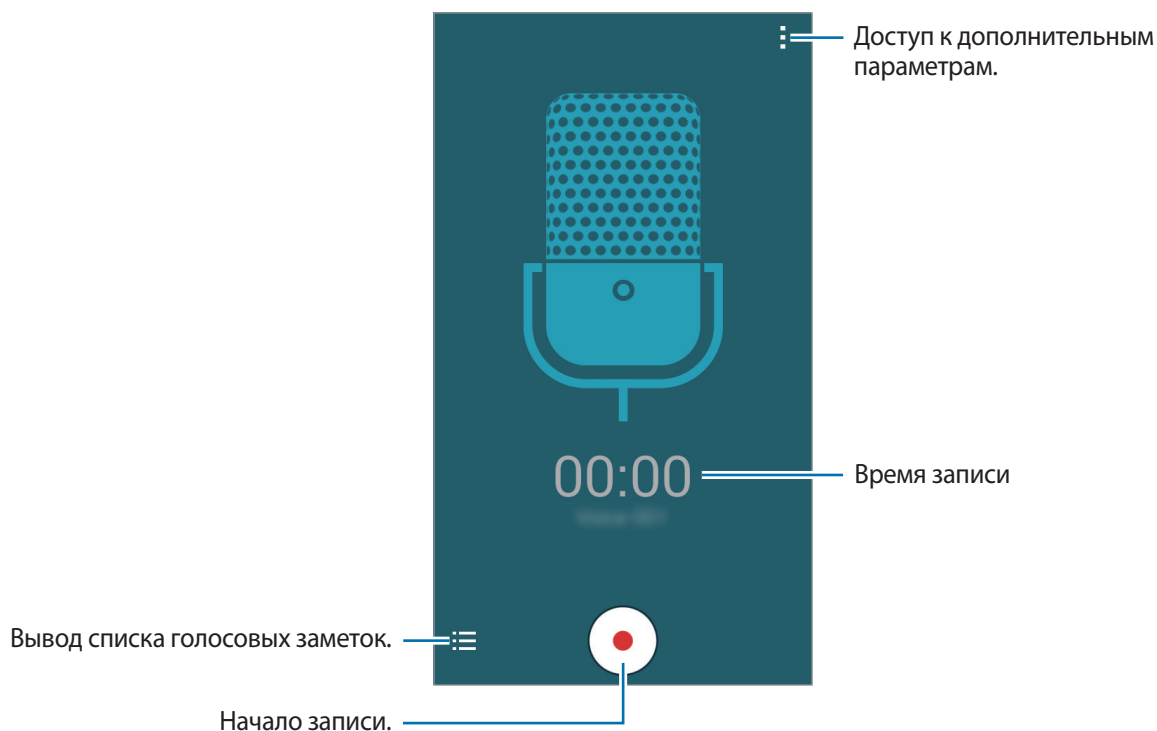 Доступ к дополнительным
параметрам.
00:00
Время записи
Вывод списка голосовых заметок.
Начало записи.